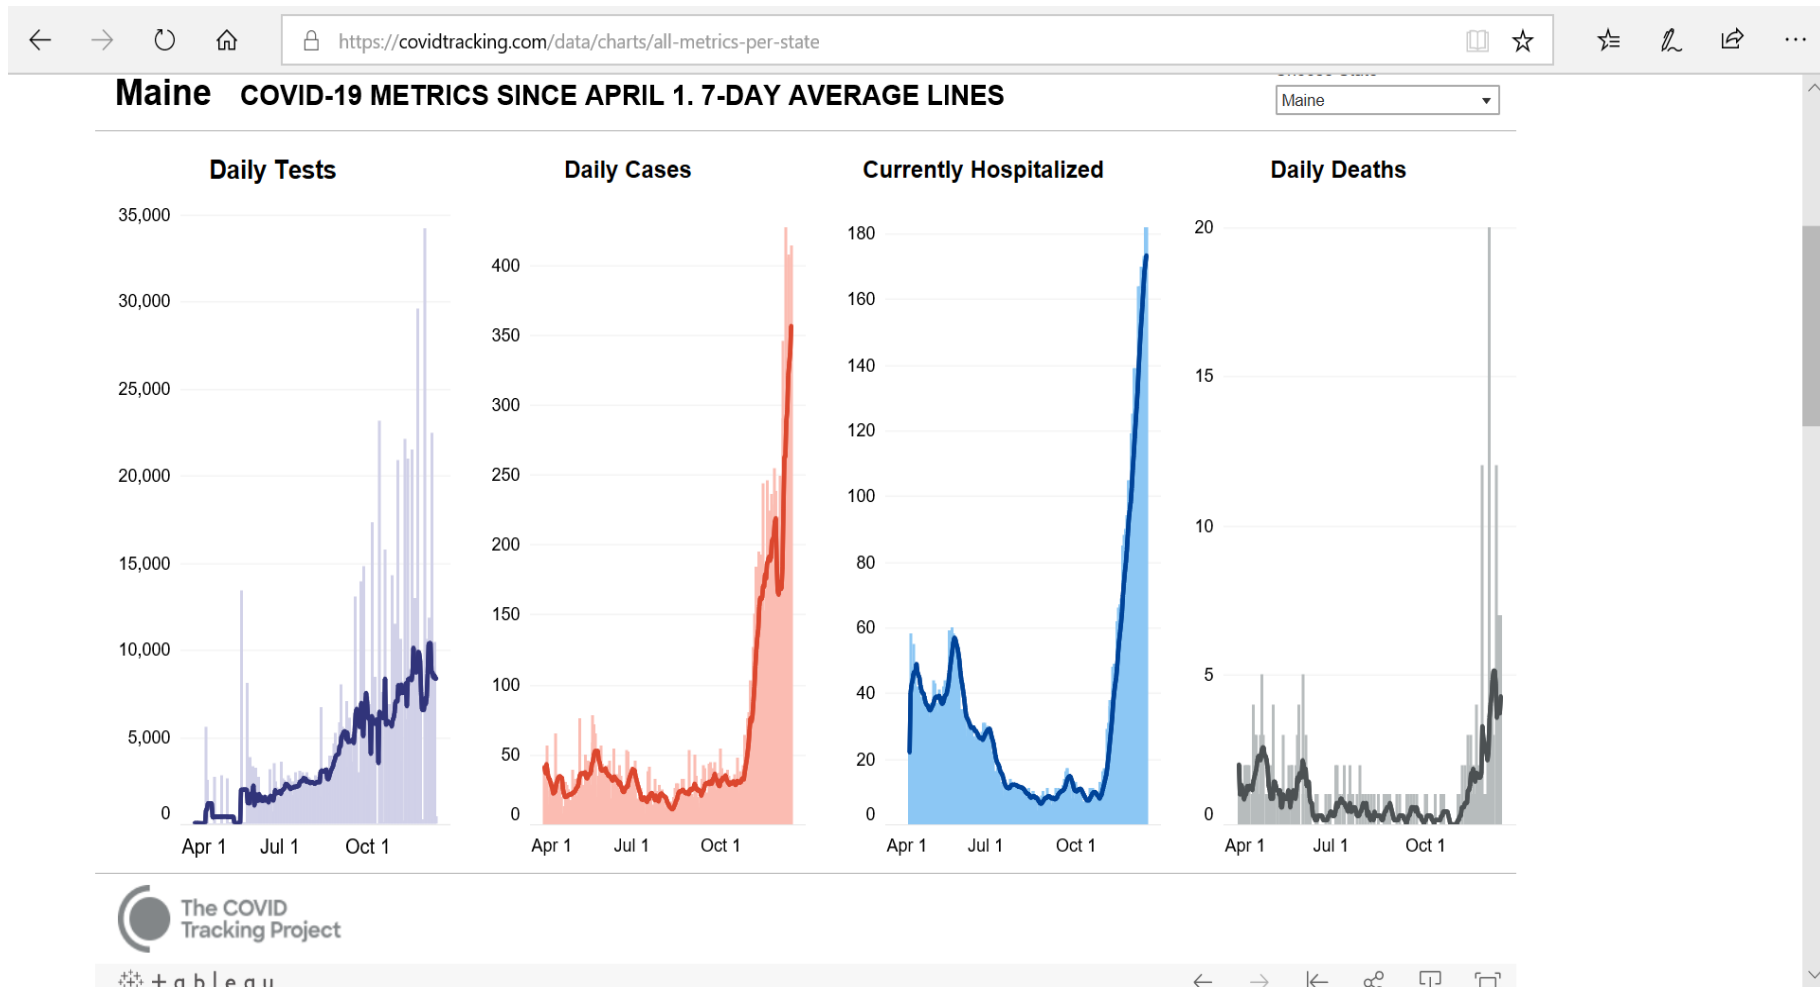 https://covidtracking.com/data/charts/all-metrics-per-state
Maine COVID-19 METRICS SINCE APRIL 1. 7-DAY AVERAGE LINES
Maine
Daily Tests
35,000
30,000
25,000
20,000
15,000
10,000
5,000
0
Apr 1 Jul 1 Oct 1
Daily Cases
400
350
300
250
200
150
100
50
0
Apr 1 Jul 1 Oct 1
Currently Hospitalized
180
160
140
120
100
80
60
40
20
0
Apr 1 Jul 1 Oct 1
Daily Deaths
20
15
10
5
0
Apr 1 Jul 1 Oct 1
The COVID
Tracking Project
tableau